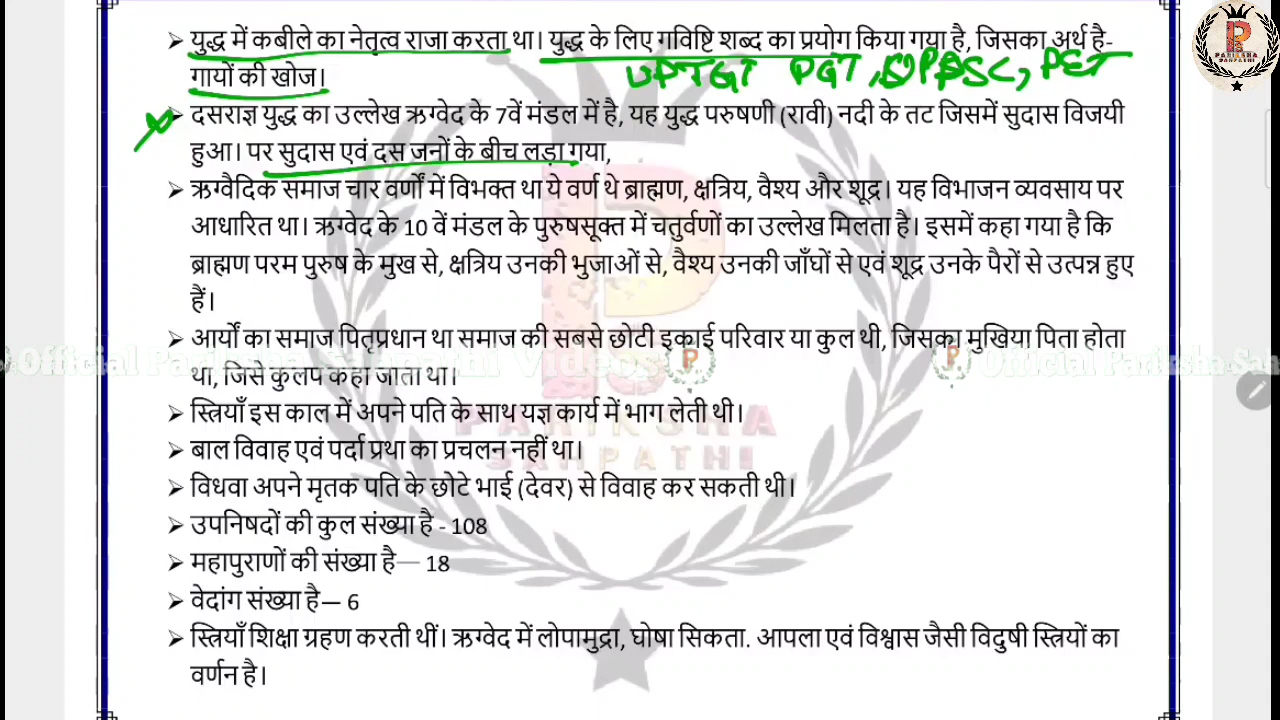 ➢ युद्ध में कबीले का नेतृत्व राजा करता था। युद्ध के लिए गविष्टि शब्द का प्रयोग किया गया है, जिसका अर्थ है-
गायों की खोज।
UPTGT PGT, UPPSC, PET
➢ दसराज्ञ युद्ध का उल्लेख ऋग्वेद के 7वें मंडल में है, यह युद्ध परुषणी (रावी) नदी के तट जिसमें सुदास विजयी
हुआ। पर सुदास एवं दस जनों के बीच लड़ा गया,
➢ ऋग्वैदिक समाज चार वर्णों में विभक्त था ये वर्ण थे ब्राह्मण, क्षत्रिय, वैश्य और शूद्र। यह विभाजन व्यवसाय पर
आधारित था। ऋग्वेद के 10 वें मंडल के पुरुषसूक्त में चतुर्वणों का उल्लेख मिलता है। इसमें कहा गया है कि
ब्राह्मण परम पुरुष के मुख से, क्षत्रिय उनकी भुजाओं से, वैश्य उनकी जाँघों से एवं शूद्र उनके पैरों से उत्पन्न हुए
हैं।
➢ आर्यों का समाज पितृप्रधान था समाज की सबसे छोटी इकाई परिवार या कुल थी, जिसका मुखिया पिता होता
था, जिसे कुलप कहा जाता था।
➢ स्त्रियाँ इस काल में अपने पति के साथ यज्ञ कार्य में भाग लेती थी।
➢ बाल विवाह एवं पर्दा प्रथा का प्रचलन नहीं था।
➢ विधवा अपने मृतक पति के छोटे भाई (देवर) से विवाह कर सकती थी।
➢ उपनिषदों की कुल संख्या है - 108
➢ महापुराणों की संख्या है— 18
➢ वेदांग संख्या है— 6
➢ स्त्रियाँ शिक्षा ग्रहण करती थीं। ऋग्वेद में लोपामुद्रा, घोषा सिकता. आपला एवं विश्वास जैसी विदुषी स्त्रियों का
वर्णन है।
PARIKSHA
SANPATHI